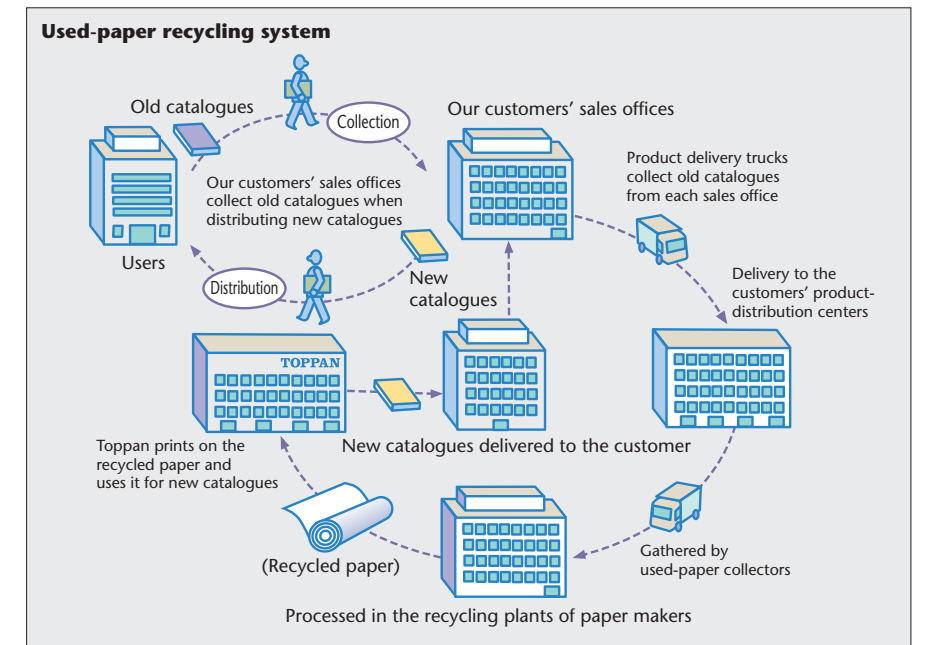 Used-paper recycling system
Old catalogues
Collection
Our customers’ sales offices
Our customers’ sales offices
collect old catalogues when
distributing new catalogues
Product delivery trucks
collect old catalogues
from each sales office
Users
Distribution
New
catalogues
Delivery to the
customers’ product-
distribution centers
TOPPAN
Toppan prints on the
recycled paper and
uses it for new catalogues
New catalogues delivered to the customer
(Recycled paper)
Gathered by
used-paper collectors
Processed in the recycling plants of paper makers